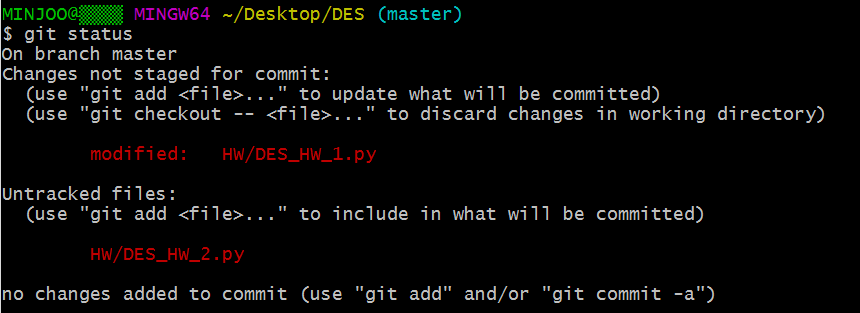 MINJOO@ MINGW64 ~/Desktop/DES (master)
$ git status
On branch master
Changes not staged for commit:
(use "git add <file>..." to update what will be committed)
(use "git checkout -- <file>..." to discard changes in working directory)
modified: HW/DES_HW_1.py
Untracked files:
(use "git add <file>..." to include in what will be committed)
HW/DES_HW_2.py
no changes added to commit (use "git add" and/or "git commit -a")